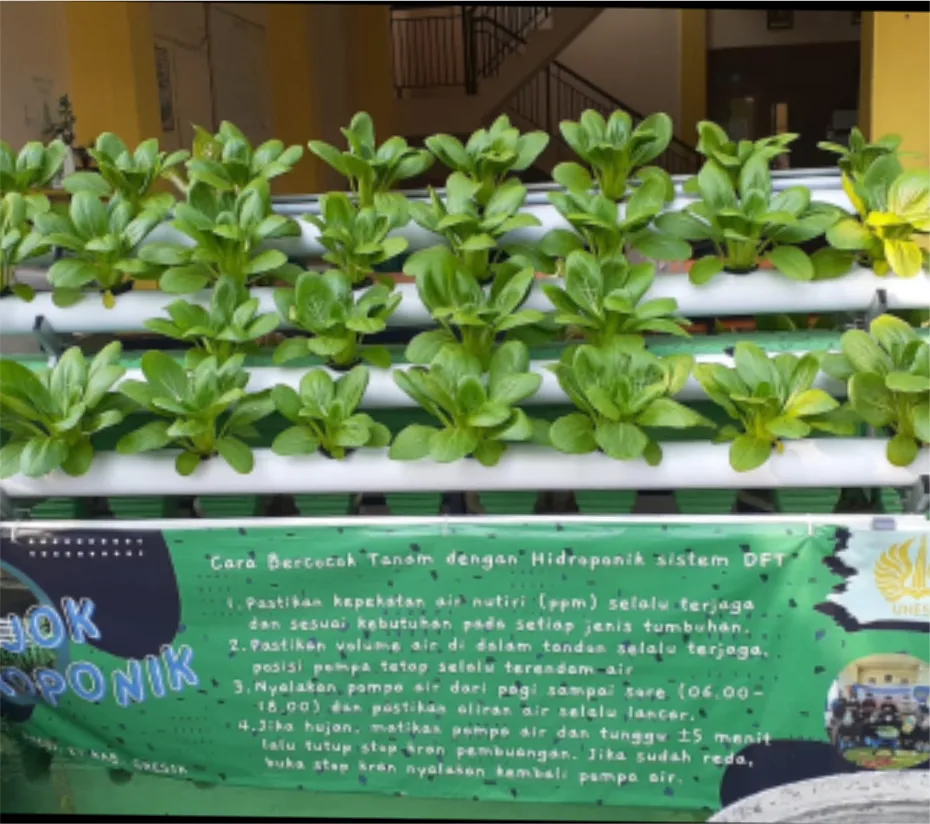 Cara Bercocok Tanam dengan Hidroponik sistem DFT
1. Pastikan kepekatan air nutiri (ppm) selalu terjaga
dan sesuai kebutuhan pada setiap jenis tumbuhan.
2. Pastikan volume air di dalam tandon selalu terjaga,
posisi pompa tetap selalu terendam air
3. Nyalakan pompa air dari pagi sampai sore (06.00-
18.00) dan pastikan aliran air selalu lancar.
4. Jika hujan, matikan pompa air dan tunggu ±5 menit
lalu tutup stop kran pembuangan. Jika sudah reda,
buka stop kran nyalakan kembali pompa air.
JOK
OPONIK
KAB. GRESIK
UNES